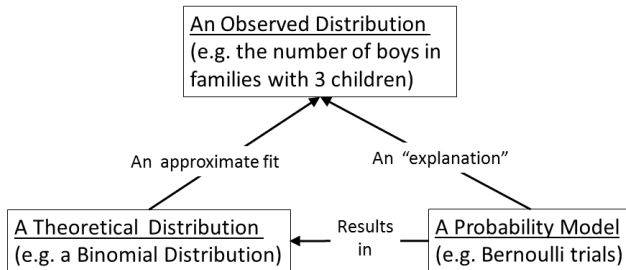 An Observed Distribution
(e.g. the number of boys in
families with 3 children)
An approximate fit
An “explanation”
A Theoretical Distribution
(e.g. a Binomial Distribution)
Results
in
A Probability Model
(e.g. Bernoulli trials)